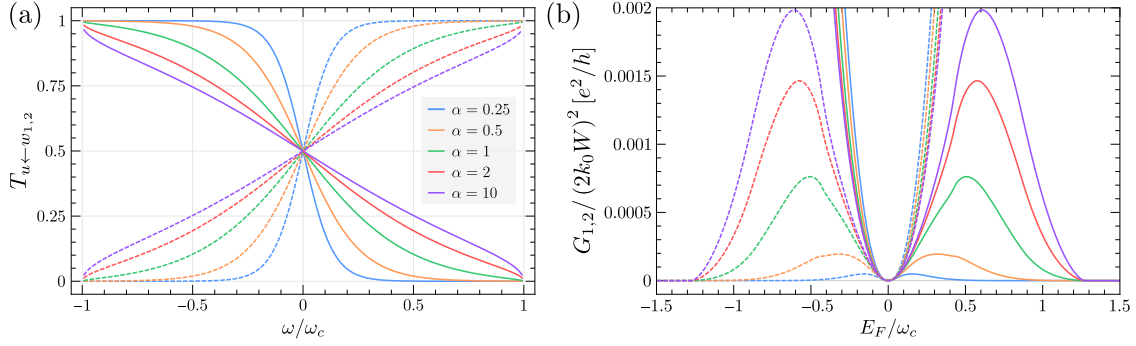 (a)
1
0.75
0.5
0.25
0
T_{u←w_{1,2}}
−1
−0.5
0
0.5
1
ω/ω_c
α = 0.25
α = 0.5
α = 1
α = 2
α = 10
(b)
0.002
0.0015
0.001
0.0005
0
G_{1,2}/(2k_0W)^2 [e^2/h]
−1.5
−1
−0.5
0
0.5
1
1.5
E_F/ω_c